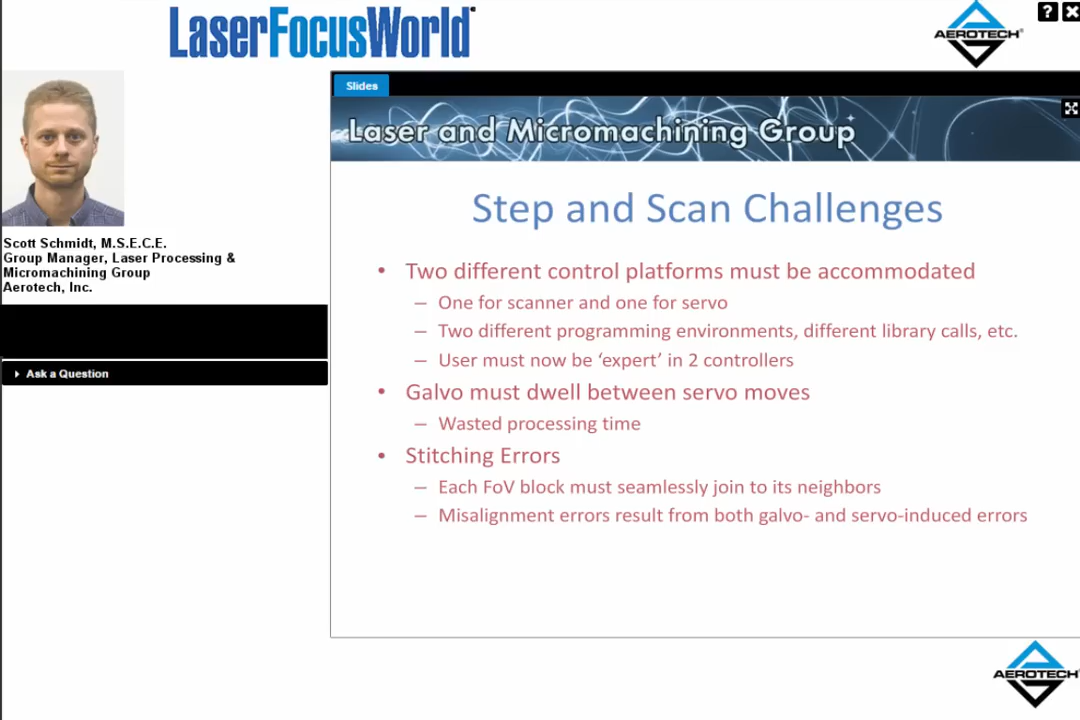 LaserFocusWorld
AEROTECH
?
Slides
Laser and Micromachining Group
Scott Schmidt, M.S.E.C.E.
Group Manager, Laser Processing &
Micromachining Group
Aerotech, Inc.
Ask a Question
Step and Scan Challenges
• Two different control platforms must be accommodated
– One for scanner and one for servo
– Two different programming environments, different library calls, etc.
– User must now be ‘expert’ in 2 controllers
• Galvo must dwell between servo moves
– Wasted processing time
• Stitching Errors
– Each FoV block must seamlessly join to its neighbors
– Misalignment errors result from both galvo- and servo-induced errors
AEROTECH